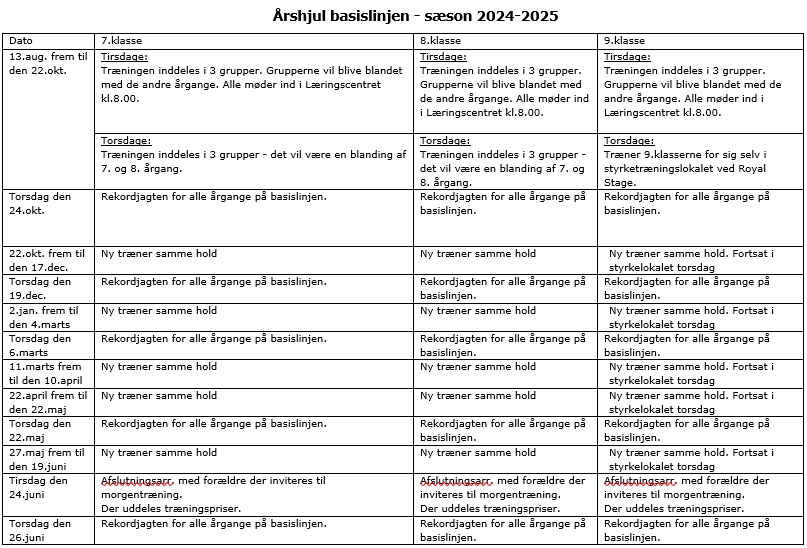 Årshjul basislinjen - sæson 2024-2025
Dato
7.klasse
8.klasse
9.klasse
13.aug. frem til
den 22.okt.
Tirsdage:
Træningen inddeles i 3 grupper. Grupperne vil blive blandet
med de andre årgange. Alle møder ind i Læringscentret
kl.8.00.
Tirsdage:
Træningen inddeles i 3 grupper.
Grupperne vil blive blandet med
de andre årgange. Alle møder ind i
Læringscentret kl.8.00.
Tirsdage:
Træningen inddeles i 3 grupper.
Grupperne vil blive blandet med
de andre årgange. Alle møder ind i
Læringscentret kl.8.00.
Torsdage:
Træningen inddeles i 3 grupper - det vil være en blanding af
7. og 8. årgang.
Torsdage:
Træningen inddeles i 3 grupper -
det vil være en blanding af 7. og
8. årgang.
Torsdage:
Træner 9.klasserne for sig selv i
styrketræningslokalet ved Royal
Stage.
Torsdag den
24.okt.
Rekordjagten for alle årgange på basislinjen.
Rekordjagten for alle årgange på
basislinjen.
Rekordjagten for alle årgange på
basislinjen.
22.okt. frem til
den 17.dec.
Ny træner samme hold
Ny træner samme hold
Ny træner samme hold. Fortsat i
styrkelokalet torsdag
Torsdag den
19.dec.
Rekordjagten for alle årgange på basislinjen.
Rekordjagten for alle årgange på
basislinjen.
Rekordjagten for alle årgange på
basislinjen.
2.jan. frem til
den 4.marts
Ny træner samme hold
Ny træner samme hold
Ny træner samme hold. Fortsat i
styrkelokalet torsdag
Torsdag den
6.marts
Rekordjagten for alle årgange på basislinjen.
Rekordjagten for alle årgange på
basislinjen.
Rekordjagten for alle årgange på
basislinjen.
11.marts frem
til den 10.april
Ny træner samme hold
Ny træner samme hold
Ny træner samme hold. Fortsat i
styrkelokalet torsdag
22.april frem til
den 22.maj
Ny træner samme hold
Ny træner samme hold
Ny træner samme hold. Fortsat i
styrkelokalet torsdag
Torsdag den
22.maj
Rekordjagten for alle årgange på basislinjen.
Rekordjagten for alle årgange på
basislinjen.
Rekordjagten for alle årgange på
basislinjen.
27.maj frem til
den 19.juni
Ny træner samme hold
Ny træner samme hold
Ny træner samme hold. Fortsat i
styrkelokalet torsdag
Tirsdag den
24.juni
Afslutningsarr. med forældre der inviteres til
morgentræning.
Der uddeles træningspriser.
Afslutningsarr. med forældre der
inviteres til morgentræning.
Der uddeles træningspriser.
Afslutningsarr. med forældre der
inviteres til morgentræning.
Der uddeles træningspriser.
Torsdag den
26.juni
Rekordjagten for alle årgange på basislinjen.
Rekordjagten for alle årgange på
basislinjen.
Rekordjagten for alle årgange på
basislinjen.